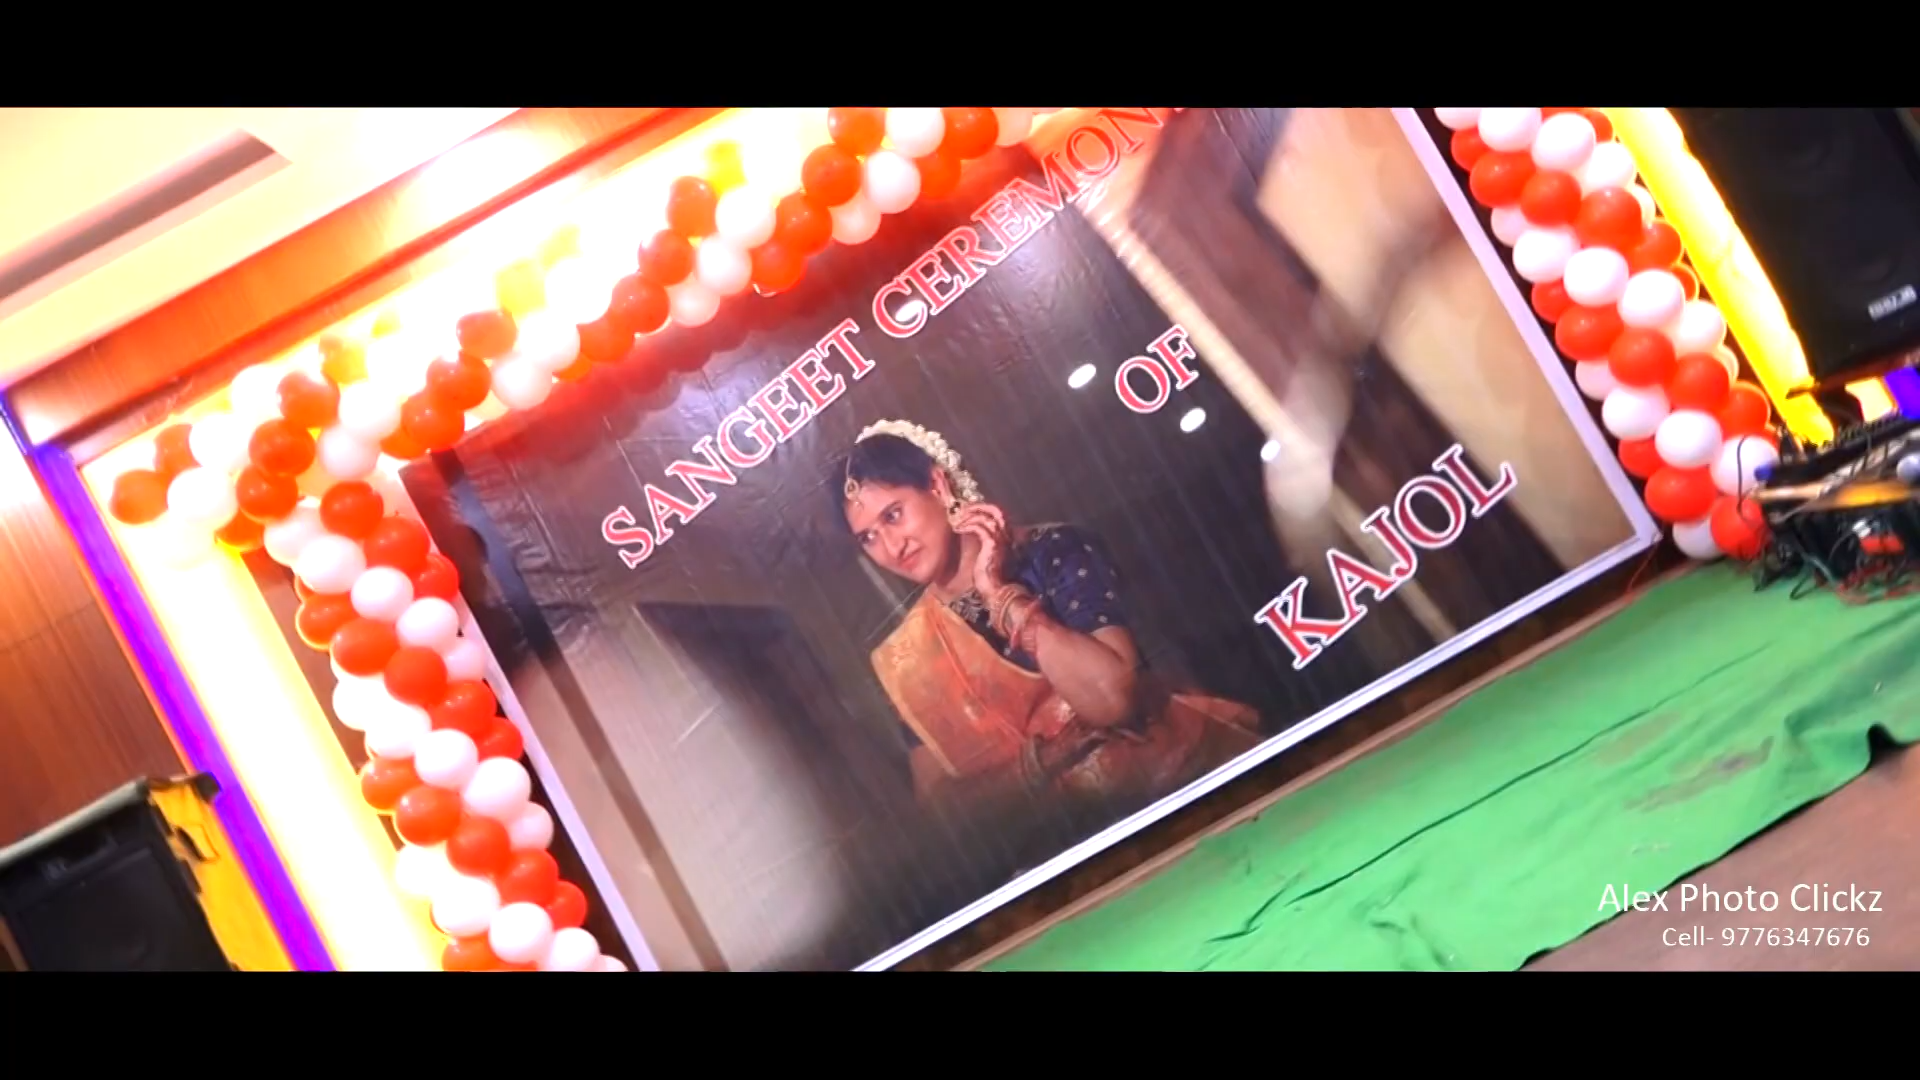 SANGEET CEREMON
OF
KAJOL
Alex Photo Clickz
Cell- 9776347676